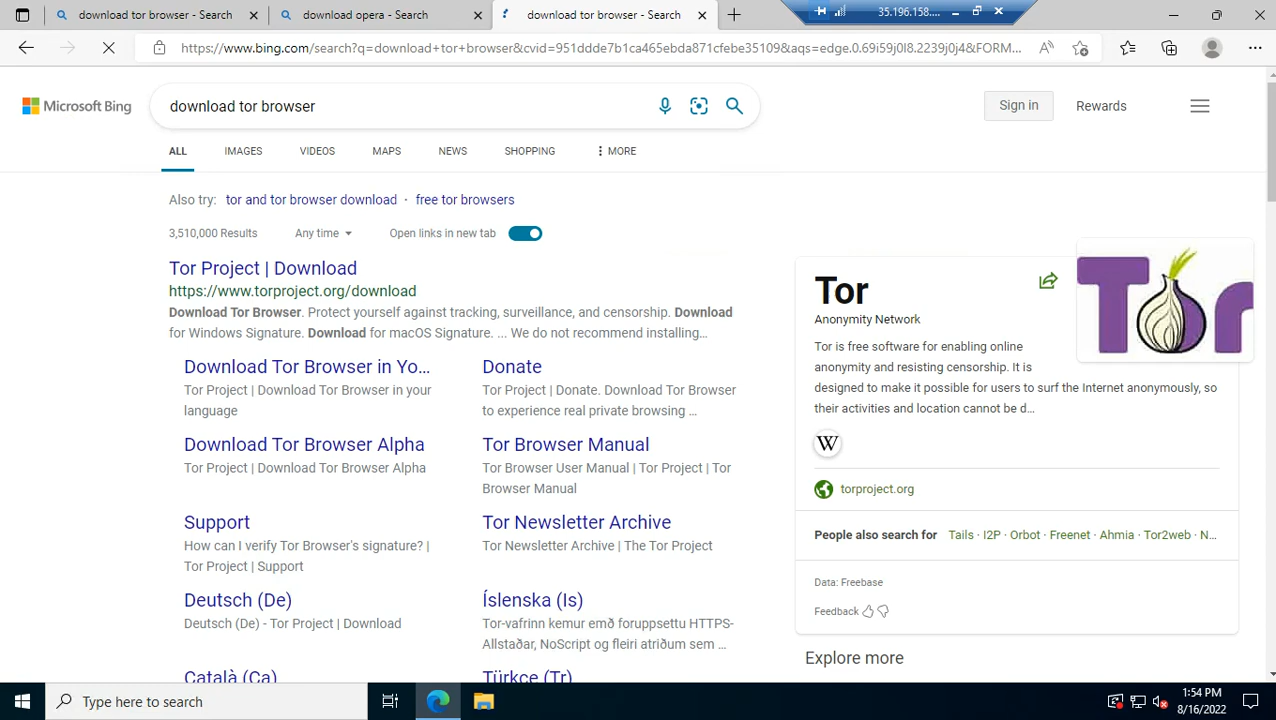 download tor browser - Search
download opera - Search
download tor browser - Search
35.196.158....
https://www.bing.com/search?q=download+tor+browser&cvid=951ddde7b1ca465ebda871cfebe35109&aqs=edge.0.69i59j0l8.2239j0j4&FORM...
Microsoft Bing
download tor browser
Sign in
Rewards
ALL
IMAGES
VIDEOS
MAPS
NEWS
SHOPPING
MORE
Also try: tor and tor browser download · free tor browsers
3,510,000 Results
Any time
Open links in new tab
Tor Project | Download
https://www.torproject.org/download
Download Tor Browser. Protect yourself against tracking, surveillance, and censorship. Download
for Windows Signature. Download for macOS Signature. ... We do not recommend installing...
Download Tor Browser in Yo...
Tor Project | Download Tor Browser in your
language
Donate
Tor Project | Donate. Download Tor Browser
to experience real private browsing ...
Download Tor Browser Alpha
Tor Project | Download Tor Browser Alpha
Tor Browser Manual
Tor Browser User Manual | Tor Project | Tor
Browser Manual
Support
How can I verify Tor Browser's signature? |
Tor Project | Support
Tor Newsletter Archive
Tor Newsletter Archive | The Tor Project
Deutsch (De)
Deutsch (De) - Tor Project | Download
Íslenska (Is)
Tor-vafrinn kemur emð foruppsettu HTTPS-
Allstaðar, NoScript og fleiri atriðum sem ...
Català (Ca)
Türkçe (Tr)
Tor
Anonymity Network
Tor
Tor is free software for enabling online
anonymity and resisting censorship. It is
designed to make it possible for users to surf the Internet anonymously, so
their activities and location cannot be d...
W
torproject.org
People also search for Tails · I2P · Orbot · Freenet · Ahmia · Tor2web · N...
Data: Freebase
Feedback
Explore more
Type here to search
1:54 PM
8/16/2022